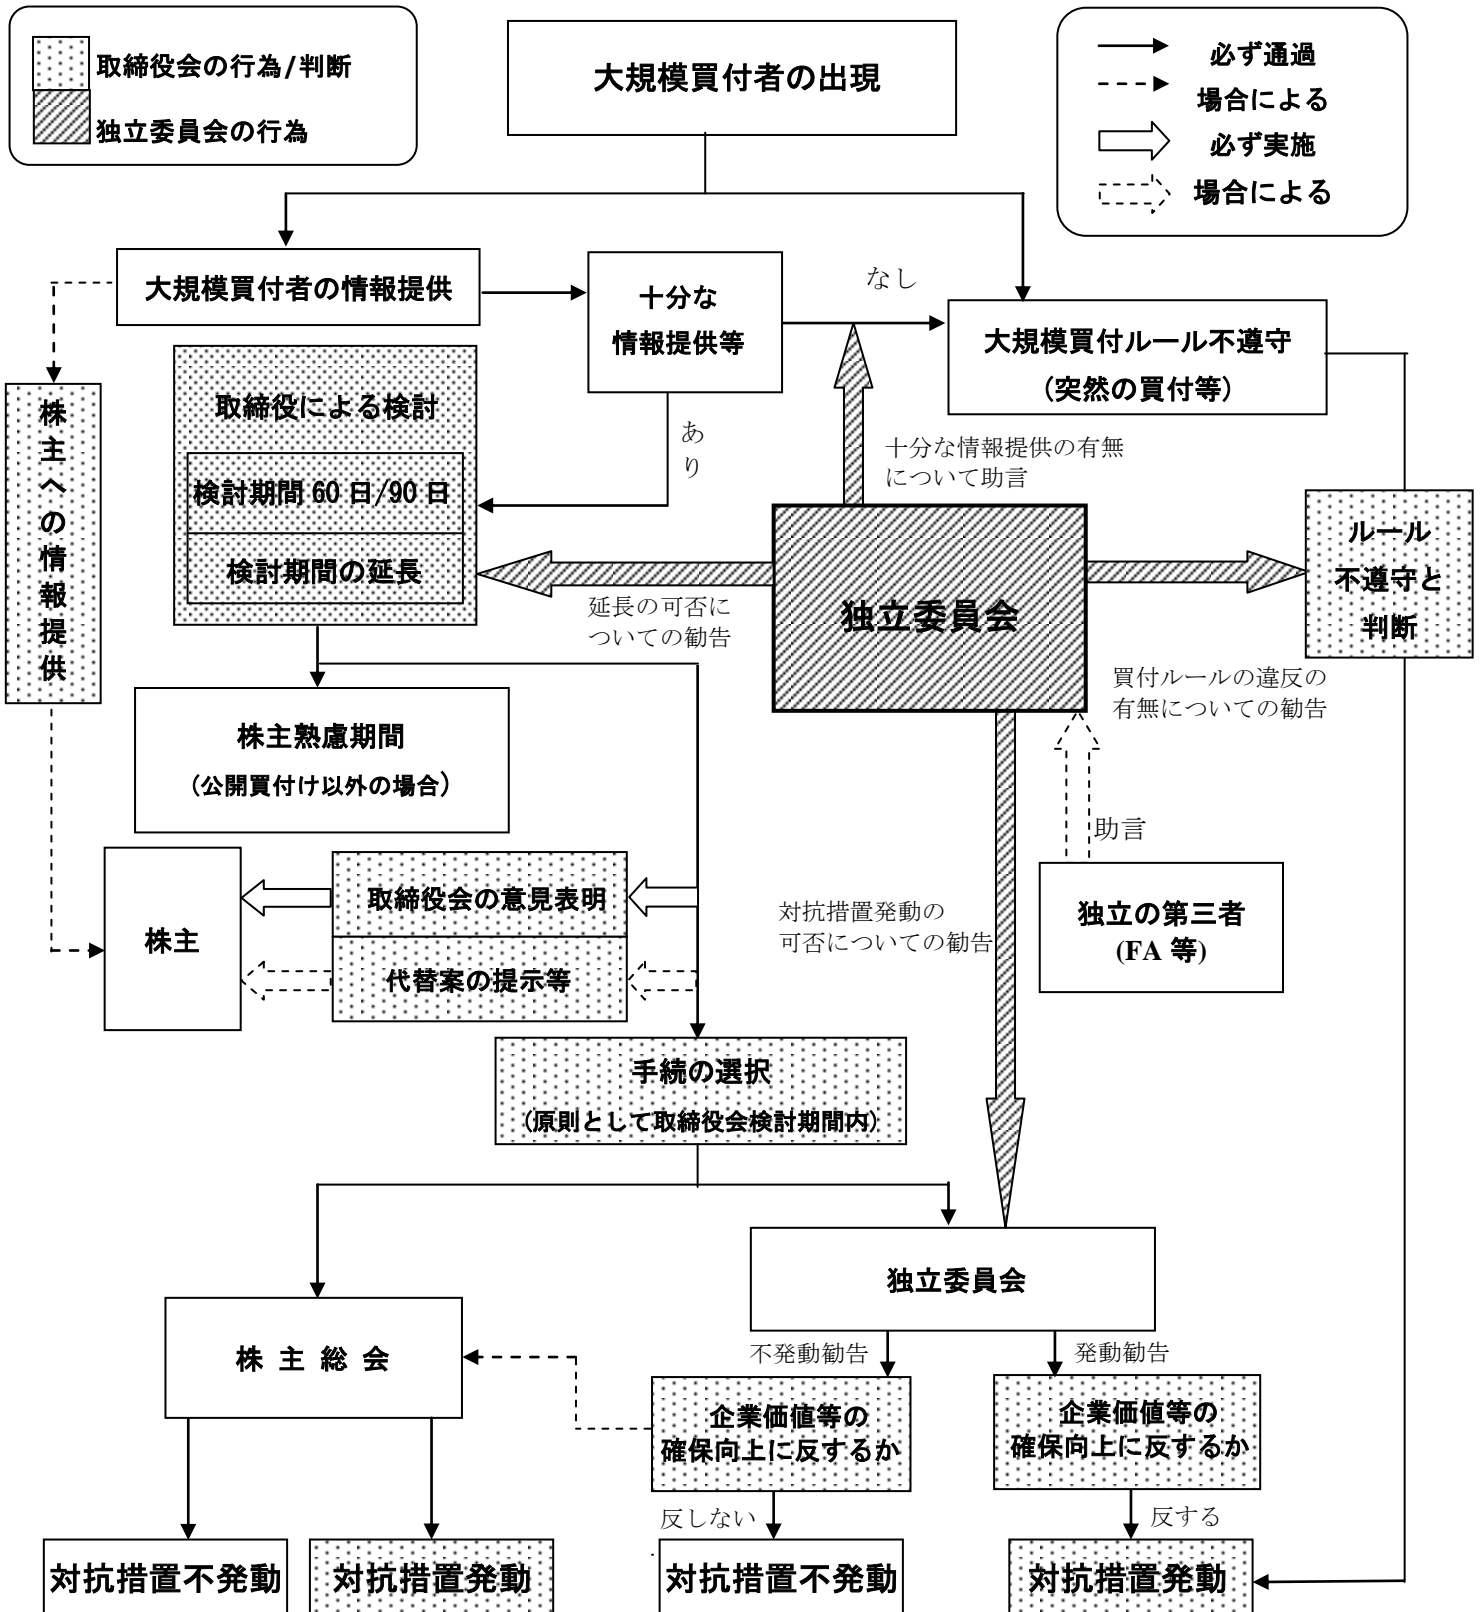 取締役会の行為/判断
独立委員会の行為
大規模買付者の出現
必ず通過
場合による
必ず実施
場合による
大規模買付者の情報提供
十分な
情報提供等
なし
大規模買付ルール不遵守
(突然の買付等)
株主への情報提供
取締役による検討
検討期間 60 日/90 日
検討期間の延長
あり
十分な情報提供の有無
について助言
独立委員会
ルール
不遵守と
判断
延長の可否に
ついての勧告
買付ルールの違反の
有無についての勧告
株主熟慮期間
(公開買付け以外の場合)
助言
株主
取締役会の意見表明
代替案の提示等
対抗措置発動の
可否についての勧告
独立の第三者
(FA 等)
手続の選択
(原則として取締役会検討期間内)
独立委員会
株 主 総 会
不発動勧告
発動勧告
企業価値等の
確保向上に反するか
企業価値等の
確保向上に反するか
反しない
反する
対抗措置不発動
対抗措置発動
対抗措置不発動
対抗措置発動